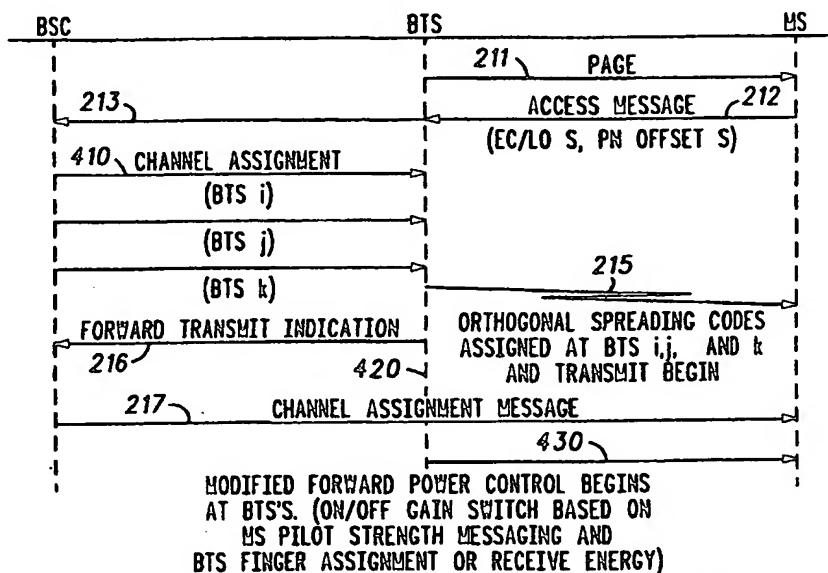 BSC BTS MS
211 PAGE
213 ACCESS MESSAGE 212
(EC/LO S, PN OFFSET S)
410 CHANNEL ASSIGNMENT
(BTS i)
(BTS j)
215
(BTS k)
FORWARD TRANSMIT INDICATION
216
420
ORTHOGONAL SPREADING CODES
ASSIGNED AT BTS i,j, AND k
AND TRANSMIT BEGIN
217 CHANNEL ASSIGNMENT MESSAGE
430
MODIFIED FORWARD POWER CONTROL BEGINS
AT BTS'S. (ON/OFF GAIN SWITCH BASED ON
MS PILOT STRENGTH MESSAGING AND
BTS FINGER ASSIGNMENT OR RECEIVE ENERGY)